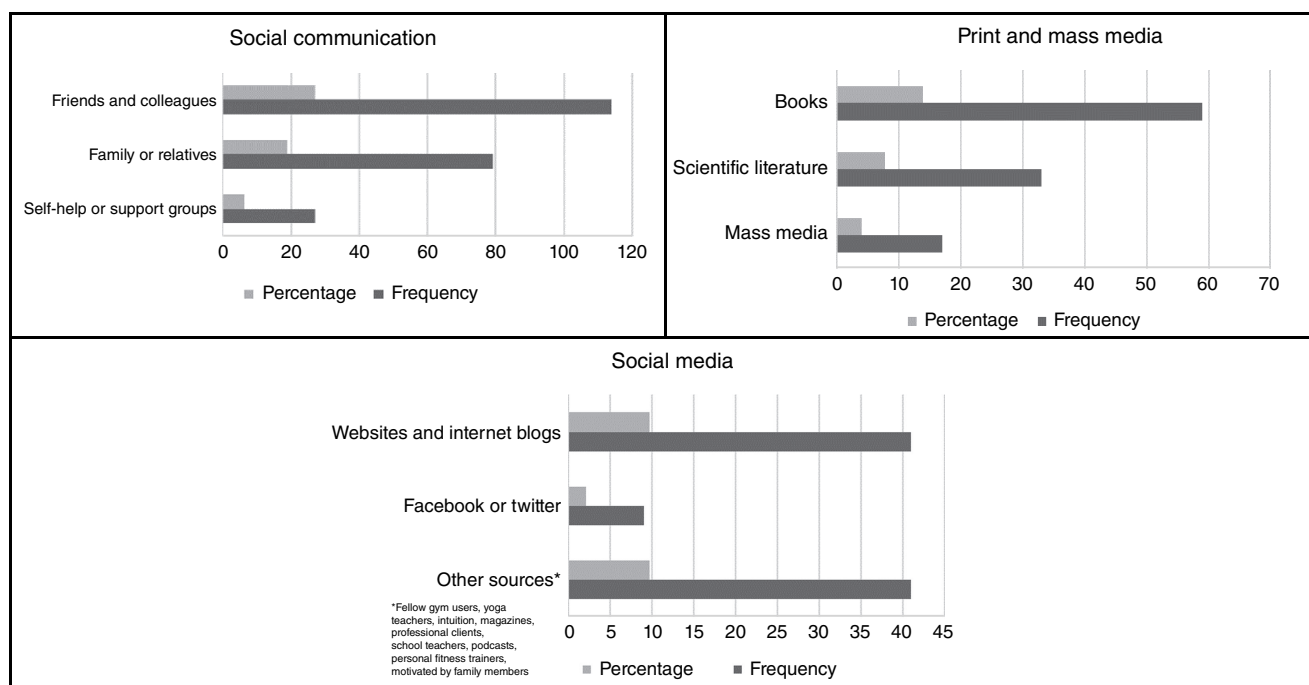 Social communication
Friends and colleagues
Family or relatives
Self-help or support groups
0 20 40 60 80 100 120
Percentage Frequency
Print and mass media
Books
Scientific literature
Mass media
0 10 20 30 40 50 60 70
Percentage Frequency
Social media
Websites and internet blogs
Facebook or twitter
Other sources*
*Fellow gym users, yoga
teachers, intuition, magazines,
professional clients,
school teachers, podcasts,
personal fitness trainers,
motivated by family members
0 5 10 15 20 25 30 35 40 45
Percentage Frequency